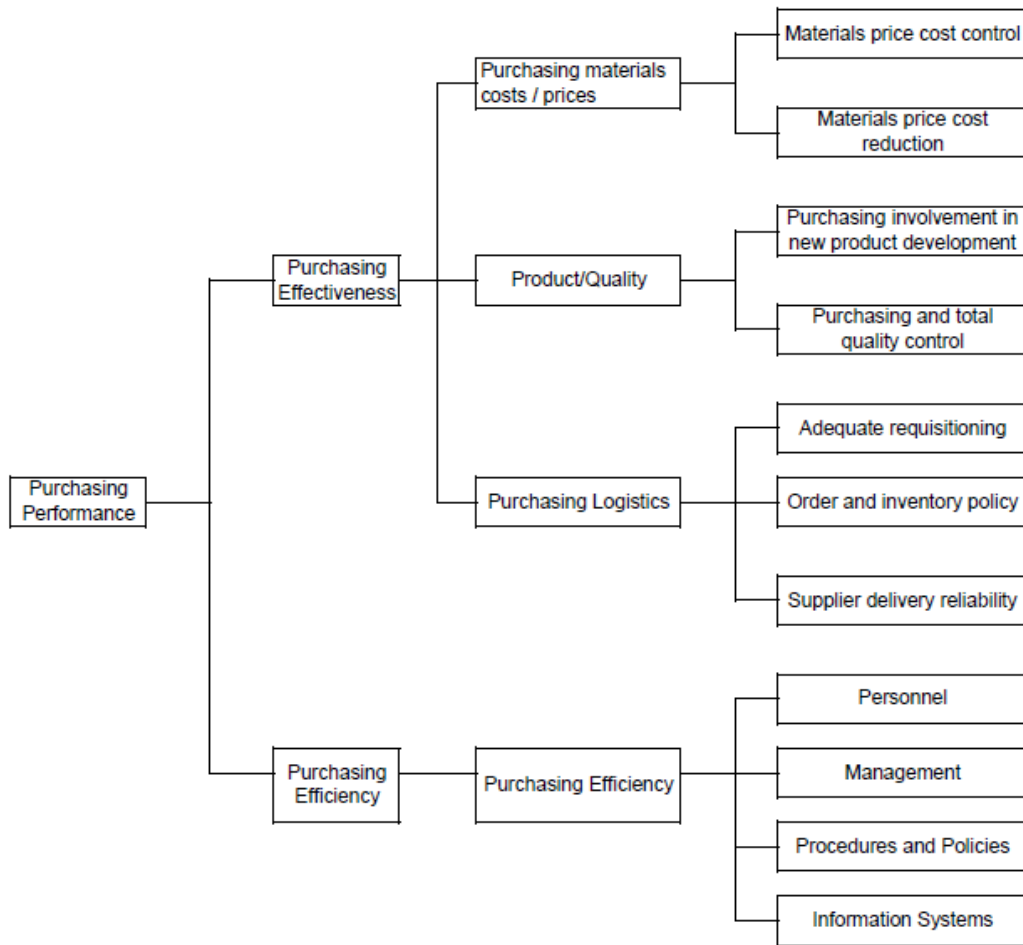 Materials price cost control
Purchasing materials
costs / prices
Materials price cost
reduction
Purchasing involvement in
new product development
Purchasing
Effectiveness
Product/Quality
Purchasing and total
quality control
Adequate requisitioning
Purchasing
Performance
Purchasing Logistics
Order and inventory policy
Supplier delivery reliability
Personnel
Purchasing
Efficiency
Purchasing Efficiency
Management
Procedures and Policies
Information Systems